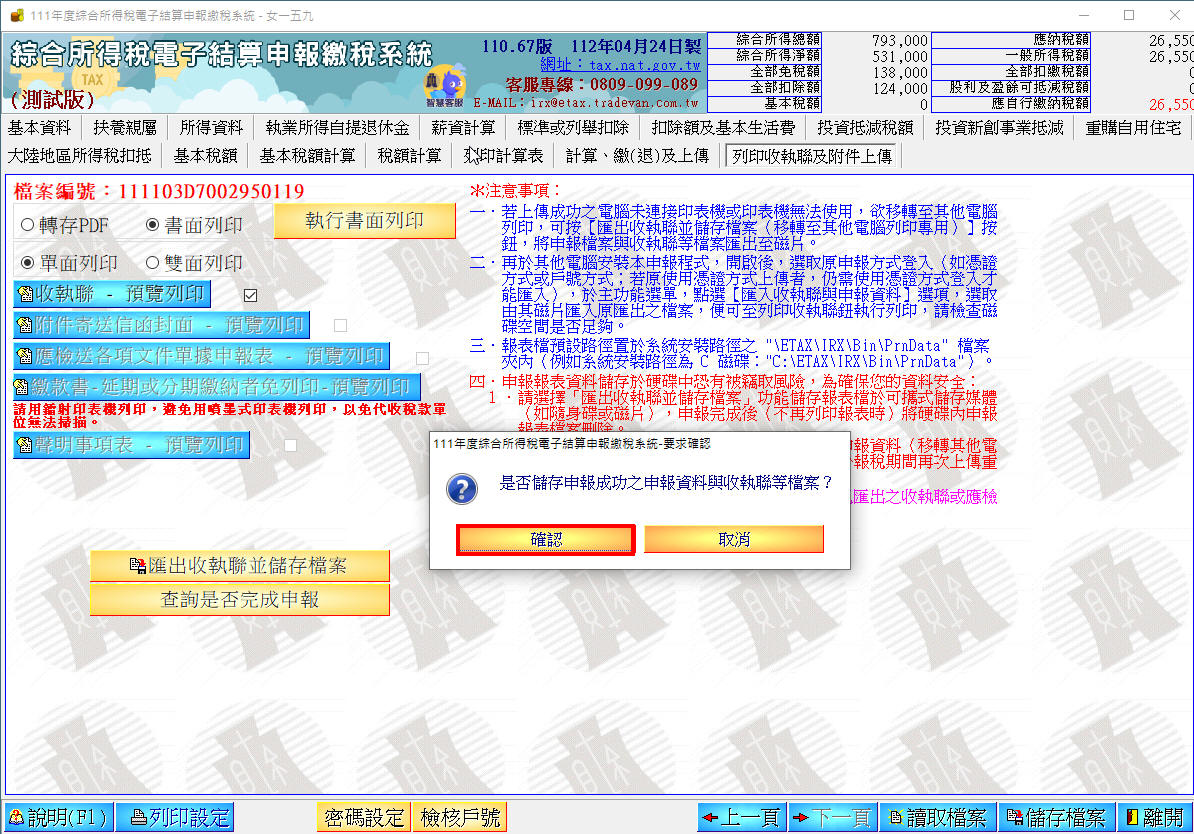 111年度綜合所得稅電子結算申報繳稅系統 - 女一五九
綜合所得稅電子結算申報繳稅系統
TAX
(測試版)
智慧客服
110.67版 112年04月24日製
網址：tax.nat.gov.tw
客服專線：0809-099-089
E-MAIL：irx@etax.tradevan.com.tw
綜合所得總額 793,000 應納稅額 26,550
綜合所得淨額 531,000 一般所得稅額 26,550
全部免稅額 138,000 全部扣繳稅額
全部扣除額 124,000 股利及盈餘可抵減稅額
基本稅額 0 應自行繳納稅額 26,550
基本資料 扶養親屬 所得資料 執業所得自提退休金 薪資計算 標準或列舉扣除 扣除額及基本生活費 投資抵減稅額 投資新創事業抵減 重購自用住宅
大陸地區所得稅扣抵 基本稅額 基本稅額計算 稅額計算 列印計算表 計算、繳(退)及上傳 列印收執聯及附件上傳
檔案編號：111103D7002950119
轉存PDF 書面列印 執行書面列印
單面列印 雙面列印
收執聯 - 預覽列印
附件寄送信函封面 - 預覽列印
應檢送各項文件單據申報表 - 預覽列印
繳款書-延期或分期繳納者免列印-預覽列印
請用鐳射印表機列印，避免用噴墨式印表機列印，以免代收稅款單
位無法掃描。
聲明事項表 - 預覽列印
匯出收執聯並儲存檔案
查詢是否完成申報
＊注意事項：
一．若上傳成功之電腦未連接印表機或印表機無法使用，欲移轉至其他電腦
列印，可按［匯出收執聯並儲存檔案（移轉至其他電腦列印專用）］按
鈕，將申報檔案與收執聯等檔案匯出至磁片。
二．再於其他電腦安裝本申報程式，開啟後，選取原申報方式登入（如憑證
方式或戶號方式；若原使用憑證方式上傳者，仍需使用憑證方式登入才
能匯入），於主功能選單，點選［匯入收執聯與申報資料］選項，選取
由其磁片匯入原匯出之檔案，便可至列印收執聯鈕執行列印，請檢查磁
碟空間是否足夠。
三．報表檔預設路徑置於系統安裝路徑之 "\ETAX\IRX\Bin\PrnData" 檔案
夾內（例如系統安裝路徑為 C 磁碟："C:\ETAX\IRX\Bin\PrnData"）。
四．申報報表資料儲存於硬碟中恐有被竊取風險，為確保您的資料安全：
1．請選擇「匯出收執聯並儲存檔案」功能儲存報表檔於可攜式儲存媒體
（如隨身碟或磁片），申報完成後（不再列印報表時）將硬碟內申報
報表檔案刪除。
報資料（移轉其他電
報稅期間再次上傳重
匯出之收執聯或應檢
111年度綜合所得稅電子結算申報繳稅系統-要求確認
是否儲存申報成功之申報資料與收執聯等檔案？
確認 取消
說明(F1) 列印設定 密碼設定 檢核戶號 上一頁 下一頁 讀取檔案 儲存檔案 離開